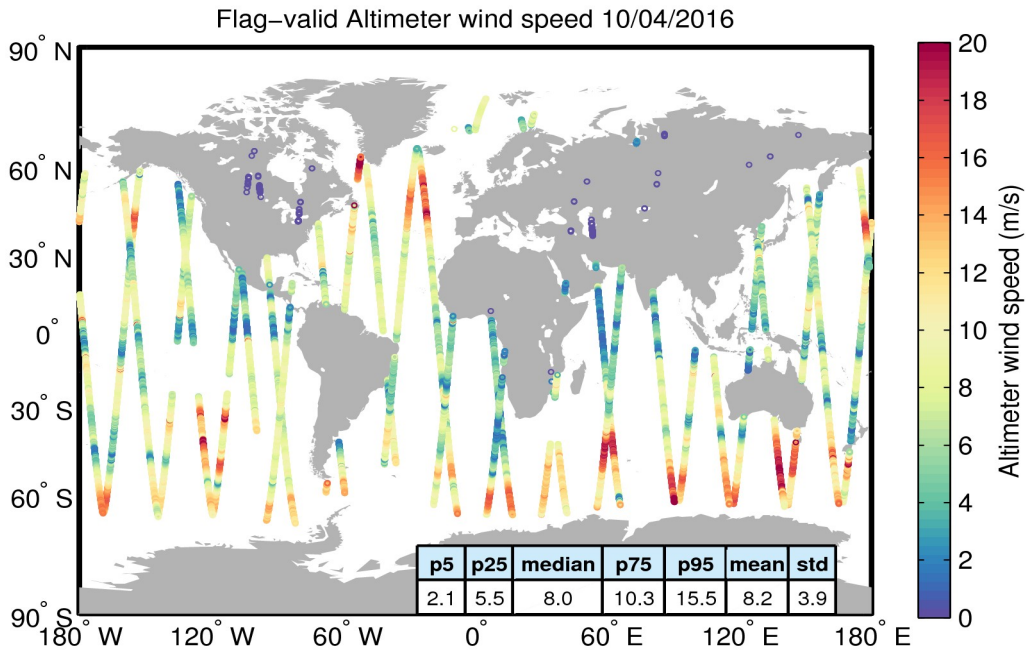 Flag−valid Altimeter wind speed 10/04/2016
90° N
60° N
30° N
0°
30° S
60° S
90° S
180° W
120° W
60° W
0°
60° E
120° E
180° E
p5 p25 median p75 p95 mean std
2.1 5.5 8.0 10.3 15.5 8.2 3.9
20
18
16
14
12
10
8
6
4
2
0
Altimeter wind speed (m/s)